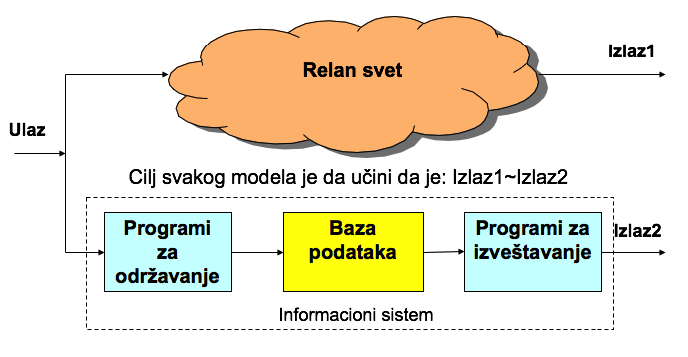 Izlaz1
Relan svet
Ulaz
Cilj svakog modela je da učini da je: Izlaz1~Izlaz2
Programi
za
održavanje
Baza
podataka
Programi za
izveštavanje
Izlaz2
Informacioni sistem